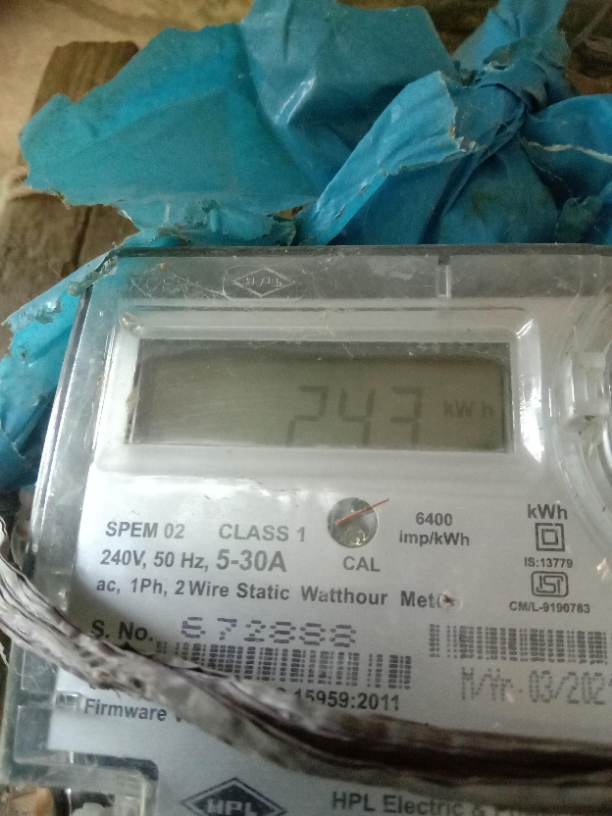 HPL
243 kWh
SPEM 02 CLASS 1
6400
imp/kWh
kWh
240V, 50 Hz, 5-30A
CAL
IS:13779
ac, 1Ph, 2 Wire Static Watthour
CM/L-9190783
S. No. 672888
15959:2011
M/Yr. 03/202
Firmware
HPL
HPL Electric &